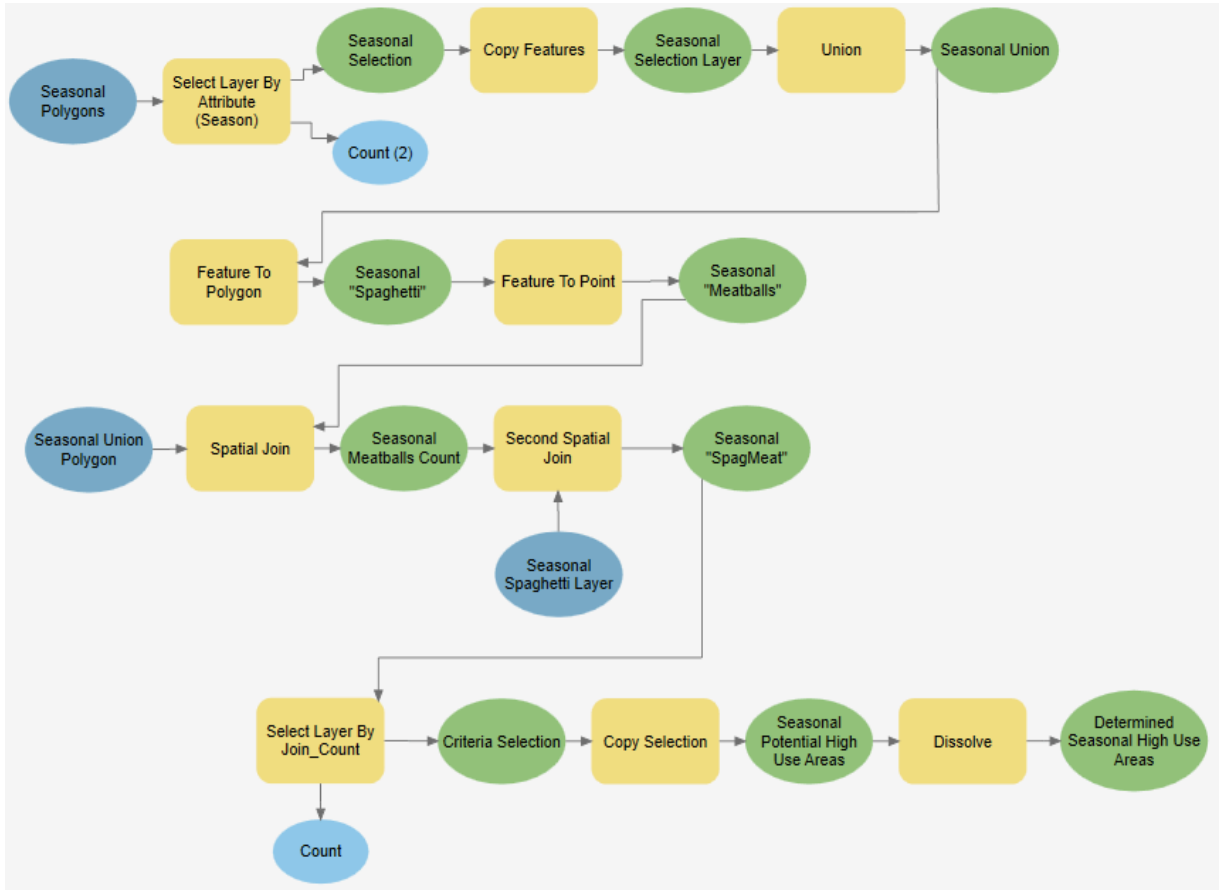 Seasonal
Polygons
Select Layer By
Attribute
(Season)
Seasonal
Selection
Count (2)
Copy Features
Seasonal
Selection Layer
Union
Seasonal Union
Feature To
Polygon
Seasonal
"Spaghetti"
Feature To Point
Seasonal
"Meatballs"
Seasonal Union
Polygon
Spatial Join
Seasonal
Meatballs Count
Second Spatial
Join
Seasonal
"SpagMeat"
Seasonal
Spaghetti Layer
Select Layer By
Join_Count
Criteria Selection
Copy Selection
Seasonal
Potential High
Use Areas
Dissolve
Determined
Seasonal High Use
Areas
Count